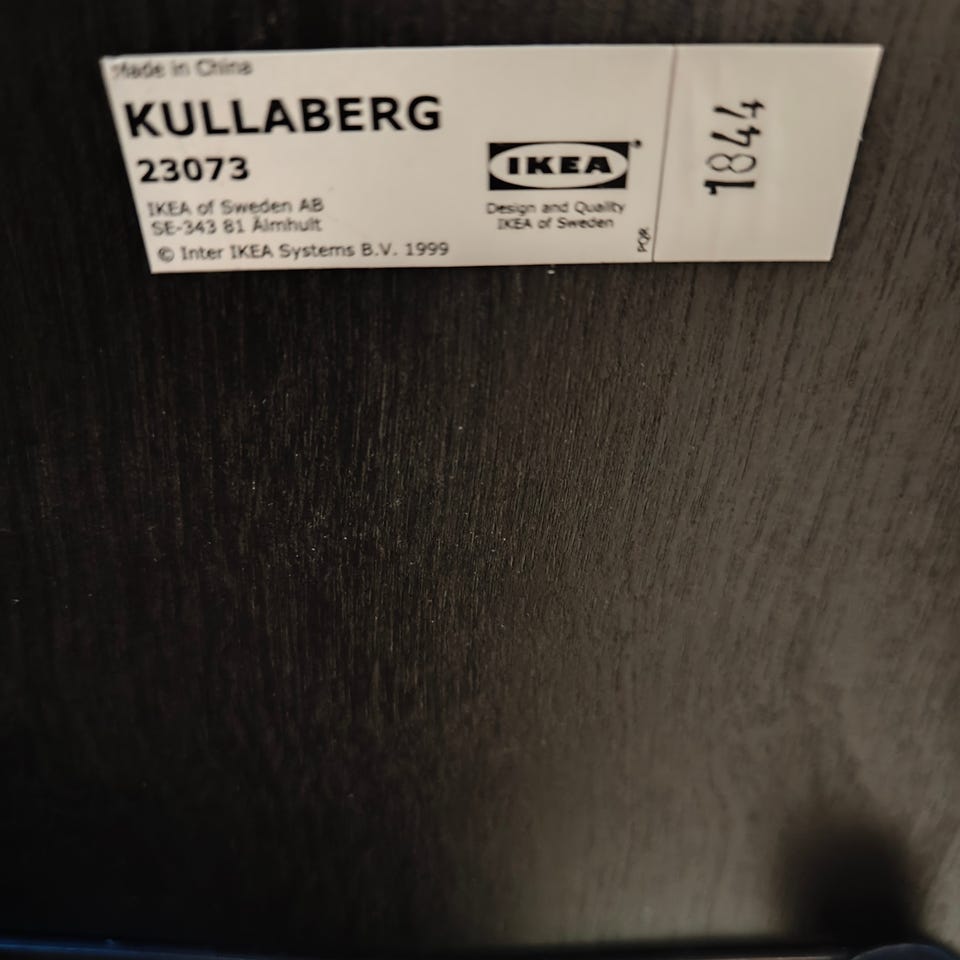 Made in China
KULLABERG
23073
IKEA of Sweden AB
SE-343 81 Älmhult
© Inter IKEA Systems B.V. 1999
IKEA®
Design and Quality
IKEA of Sweden
PQR
1844